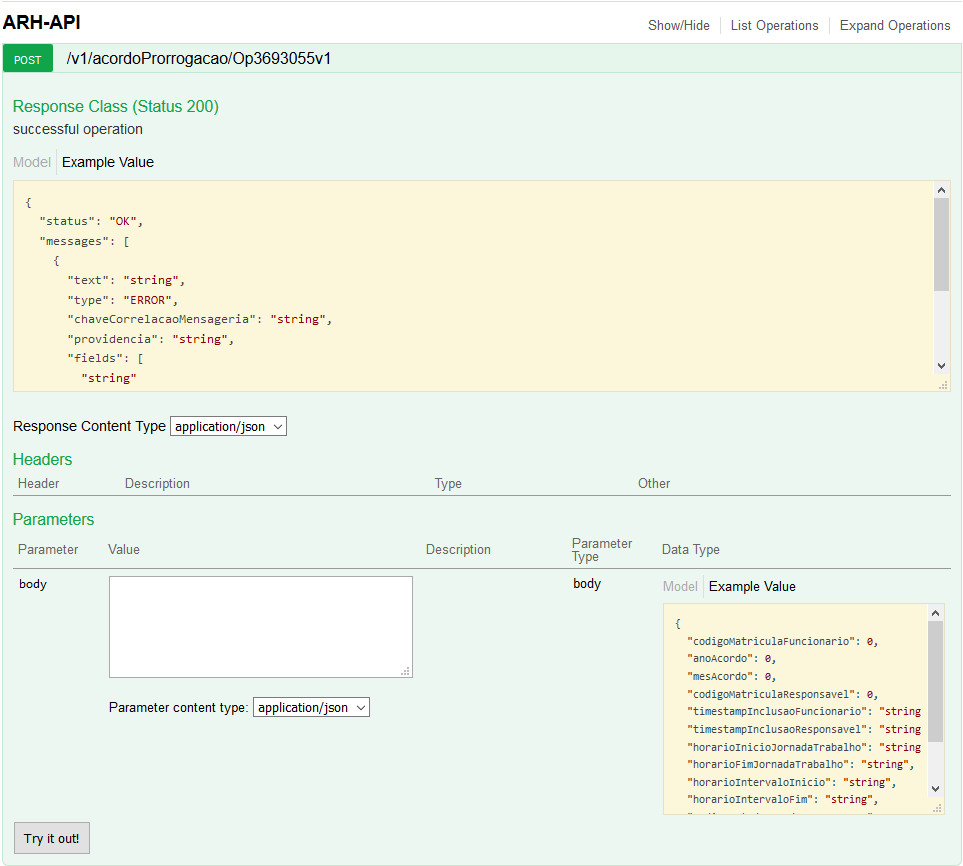 ARH-API
Show/Hide
List Operations
Expand Operations
POST
/v1/acordoProrrogacao/Op3693055v1
Response Class (Status 200)
successful operation
Model
Example Value
{
"status": "OK",
"messages": [
{
"text": "string",
"type": "ERROR",
"chaveCorrelacaoMensageria": "string",
"providencia": "string",
"fields": [
"string"
Response Content Type application/json
Headers
Header Description Type Other
Parameters
Parameter Value Description Parameter Type Data Type
body
body
Model
Example Value
{
"codigoMatriculaFuncionario": 0,
"anoAcordo": 0,
"mesAcordo": 0,
"codigoMatriculaResponsavel": 0,
"timestampInclusaoFuncionario": "string
"timestampInclusaoResponsavel": "string
"horarioInicioJornadaTrabalho": "string
"horarioFimJornadaTrabalho": "string",
"horarioIntervaloInicio": "string",
"horarioIntervaloFim": "string",
Parameter content type: application/json
Try it out!